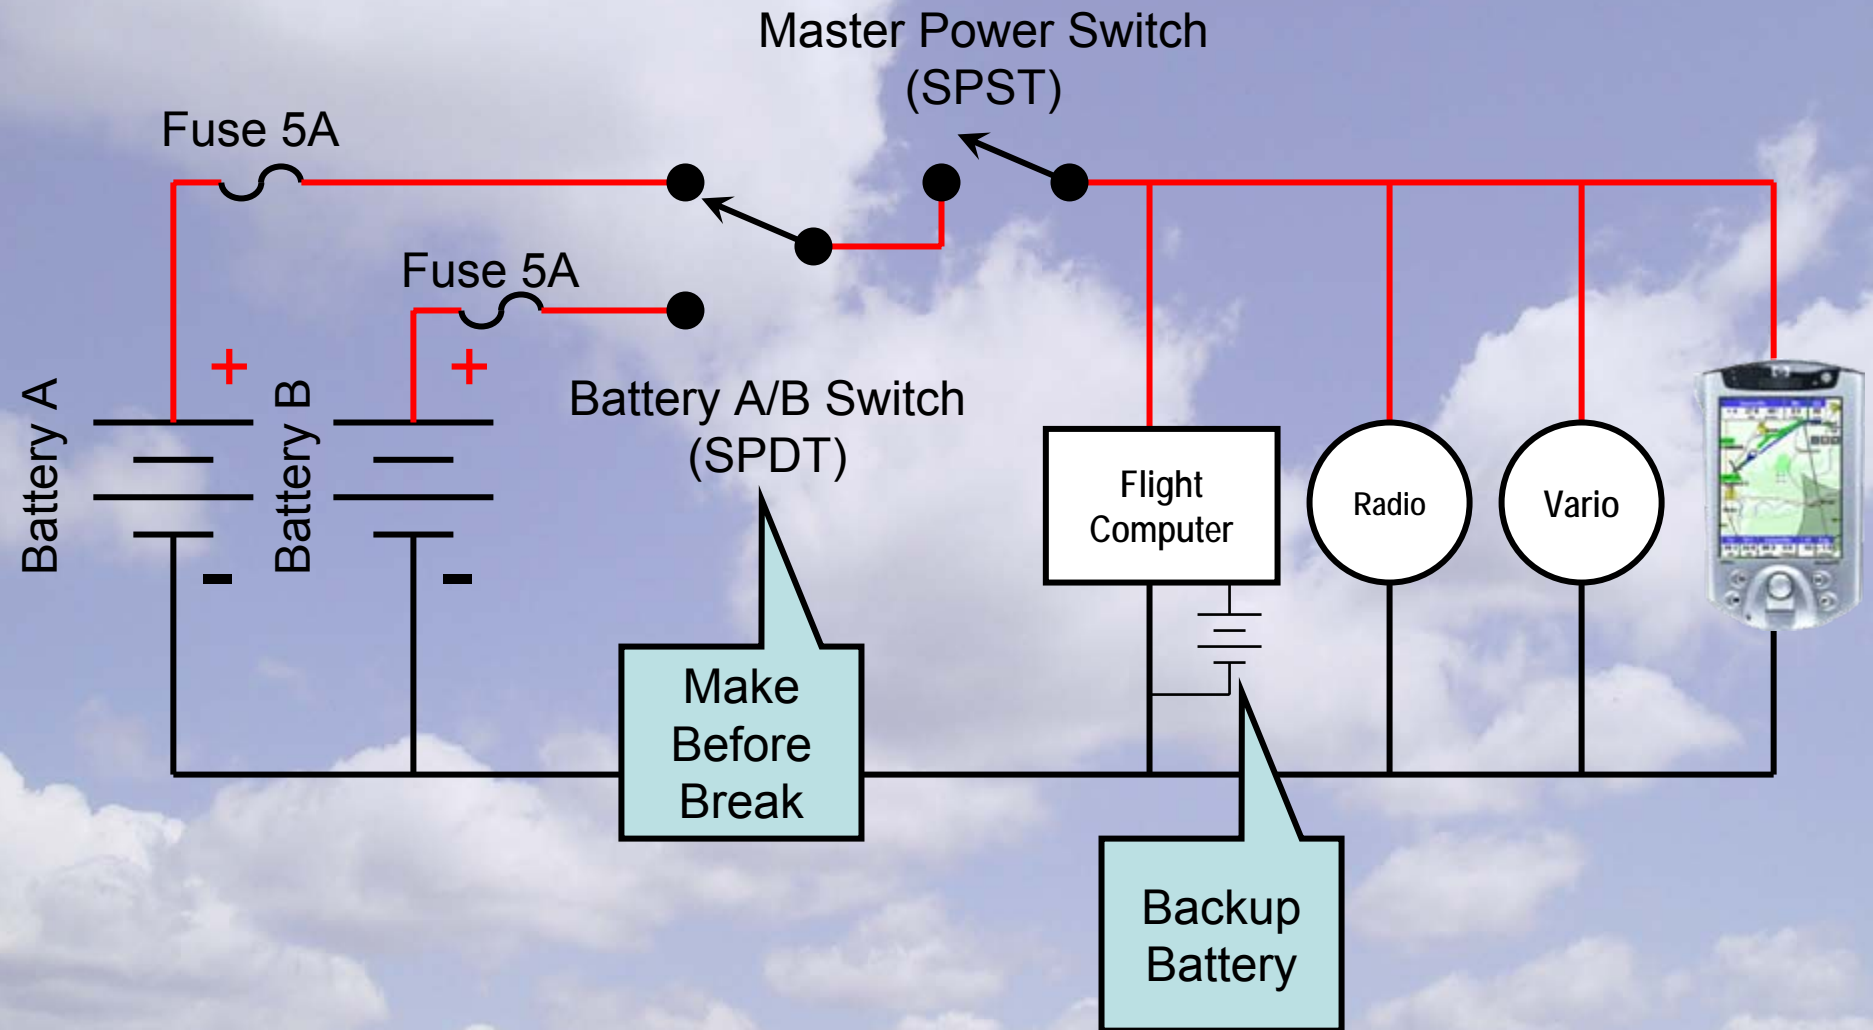 Master Power Switch
(SPST)
Fuse 5A
Fuse 5A
+
+
Battery A
Battery B
-
-
Battery A/B Switch
(SPDT)
Flight
Computer
Radio
Vario
Make
Before
Break
Backup
Battery